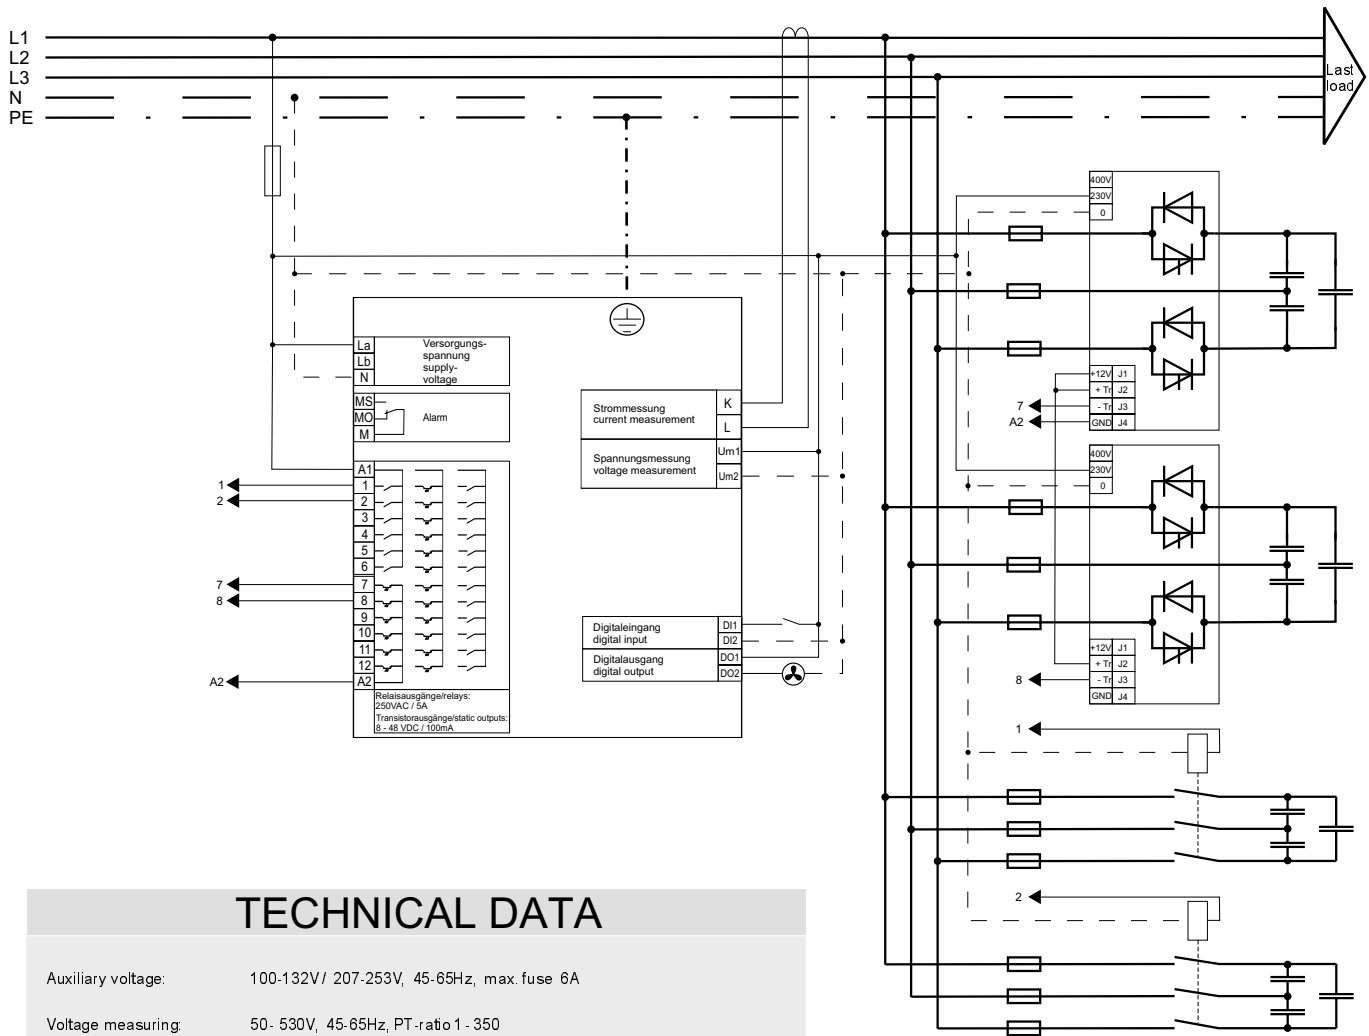 L1
L2
L3
N
PE
Last
load
400V
230V
0
La
Lb
N
Versorgungs-
spannung
supply-
voltage
MS
MO
M
Alarm
Strommessung
current measurement
K
L
Spannungsmessung
voltage measurement
Um1
Um2
+12V J1
+ Tr J2
7 - Tr J3
A2 GND J4
400V
230V
0
A1
1 1
2 2
3
4
5
6
7 7
8 8
9
10
11
12
A2 A2
Relaisausgänge/relays:
250VAC / 5A
Transistorausgänge/static outputs:
8 - 48 VDC / 100mA
Digitaleingang
digital input
DI1
DI2
Digitalausgang
digital output
DO1
DO2
+12V J1
+ Tr J2
8 - Tr J3
GND J4
1
2
TECHNICAL DATA
Auxiliary voltage: 100-132V / 207-253V, 45-65Hz, max. fuse 6A
Voltage measuring: 50- 530V, 45-65Hz, PT-ratio 1 - 350